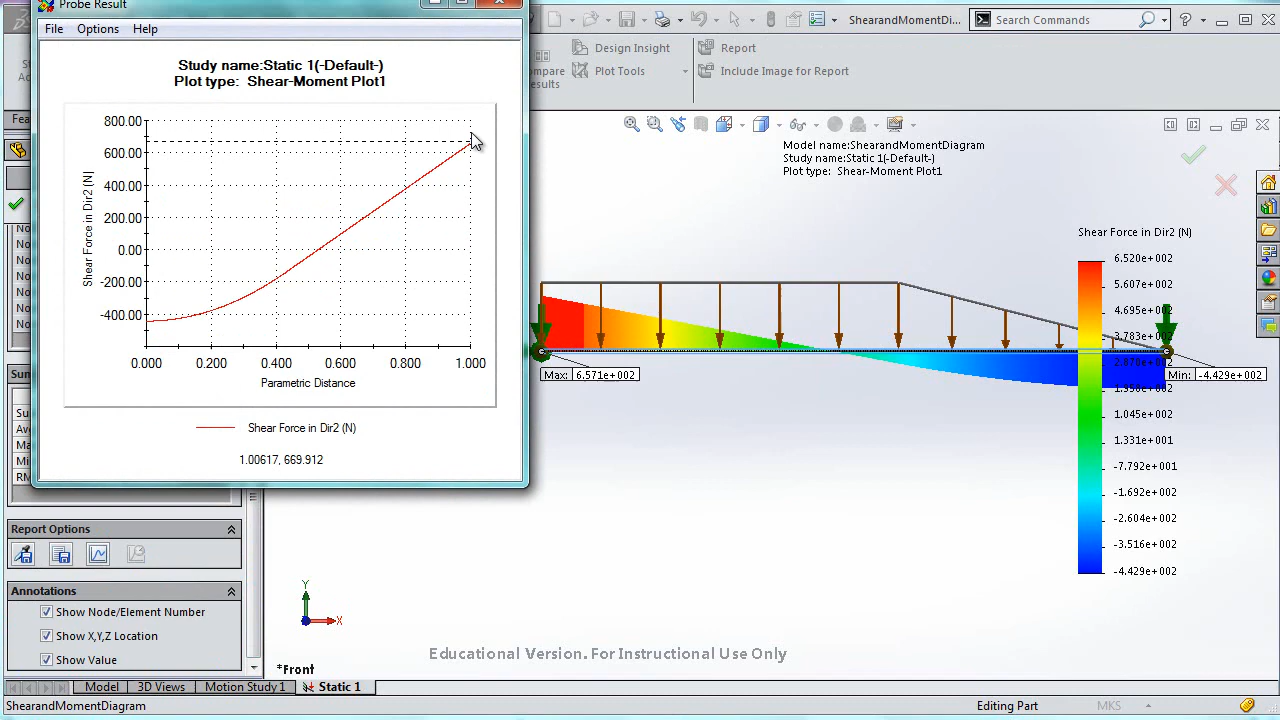 Probe Result
File Options Help
Study name:Static 1(-Default-)
Plot type: Shear-Moment Plot1
800.00
600.00
400.00
200.00
0.00
-200.00
-400.00
Shear Force in Dir2 (N)
0.000 0.200 0.400 0.600 0.800 1.000
Parametric Distance
Shear Force in Dir2 (N)
1.00617, 669.912
ShearandMomentDi...
Search Commands
Design Insight
Report
Plot Tools
Include Image for Report
Model name:ShearandMomentDiagram
Study name:Static 1(-Default-)
Plot type: Shear-Moment Plot1
Shear Force in Dir2 (N)
6.520e+002
5.607e+002
4.695e+002
3.783e+002
2.870e+002
1.958e+002
1.045e+002
1.331e+001
-7.792e+001
-1.692e+002
-2.604e+002
-3.516e+002
-4.429e+002
Max: 6.571e+002
Min: -4.429e+002
Report Options
Annotations
Show Node/Element Number
Show X,Y,Z Location
Show Value
Y
X
Educational Version. For Instructional Use Only
*Front
Model 3D Views Motion Study 1 Static 1
ShearandMomentDiagram
Editing Part
MKS